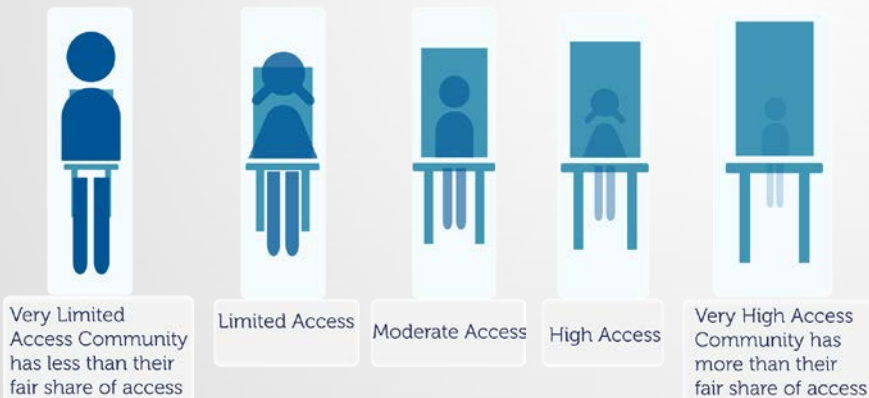 Very Limited
Access Community
has less than their
fair share of access
Limited Access
Moderate Access
High Access
Very High Access
Community has
more than their
fair share of access